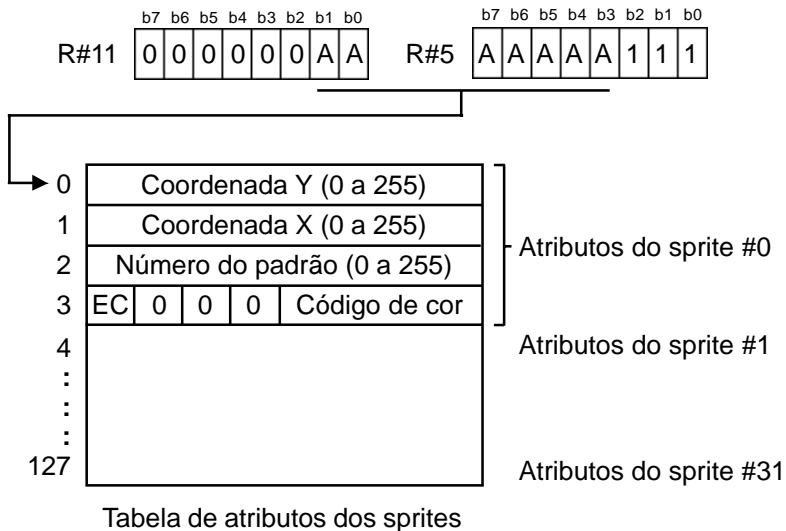 b7 b6 b5 b4 b3 b2 b1 b0
b7 b6 b5 b4 b3 b2 b1 b0
R#11 0 0 0 0 0 0 A A
R#5 A A A A A 1 1 1
0 Coordenada Y (0 a 255)
1 Coordenada X (0 a 255)
Atributos do sprite #0
2 Número do padrão (0 a 255)
3 EC 0 0 0 Código de cor
4 Atributos do sprite #1
:
:
:
127 Atributos do sprite #31
Tabela de atributos dos sprites